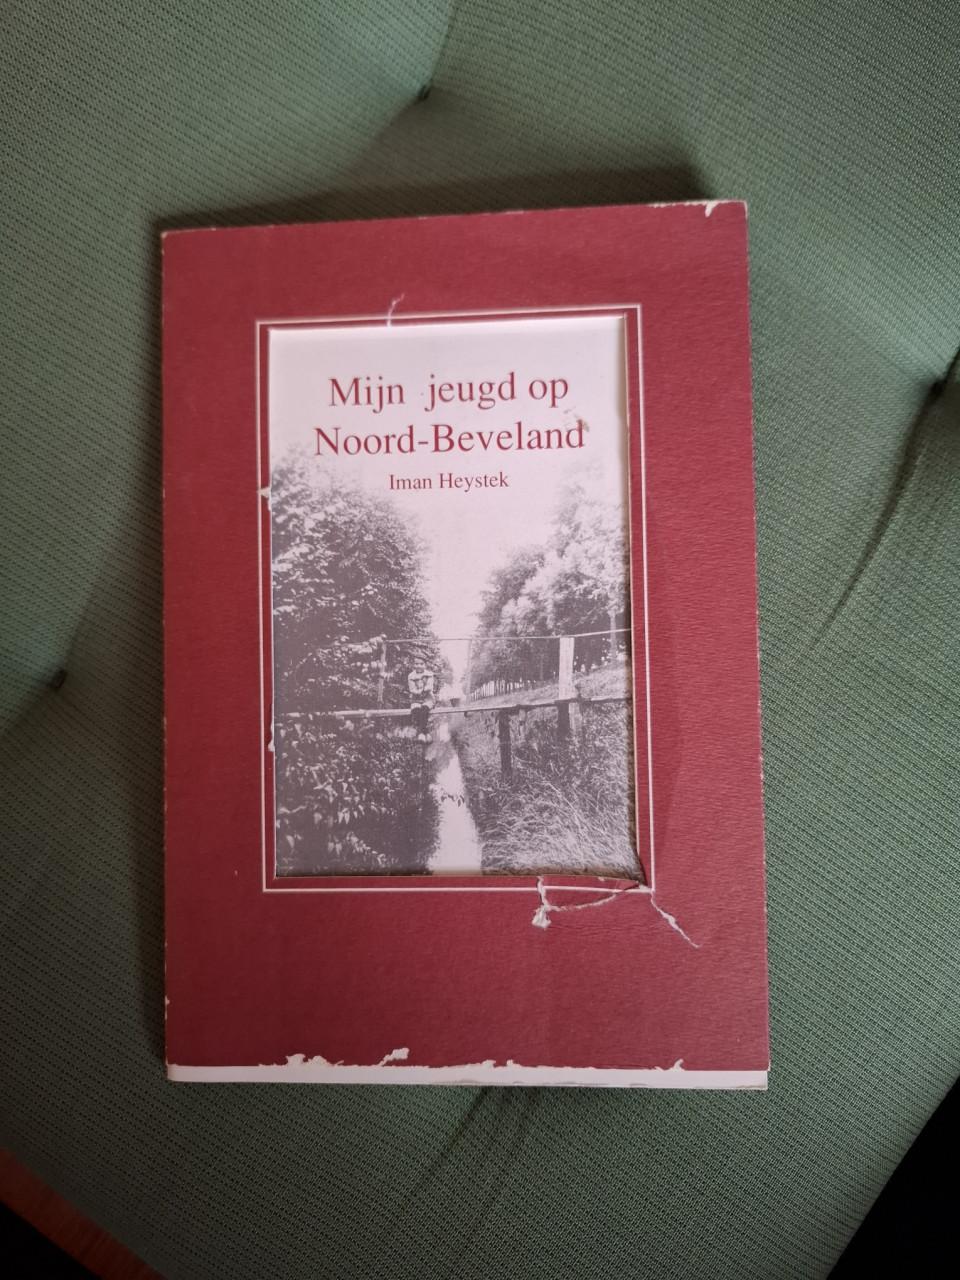 Mijn jeugd op
Noord-Beveland
Iman Heystek